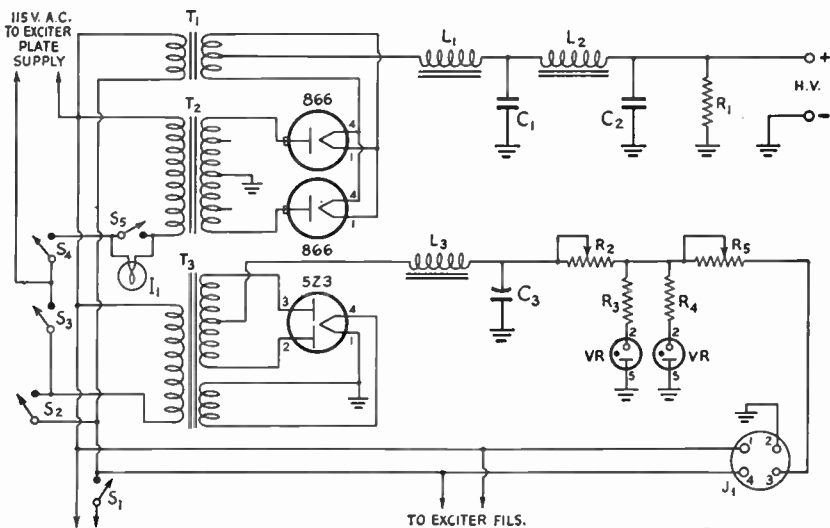 115 V. A.C.
TO EXCITER
PLATE
SUPPLY
T1
T2
866
4
1
4
1
866
L1
L2
C1
C2
R1
+
H.V.
-
S5
S4
I1
S3
S2
S1
T3
5Z3
3
2
4
1
L3
C3
R2
R5
R3
R4
2
2
VR
VR
5
5
1
2
4
3
J1
TO EXCITER FILS.